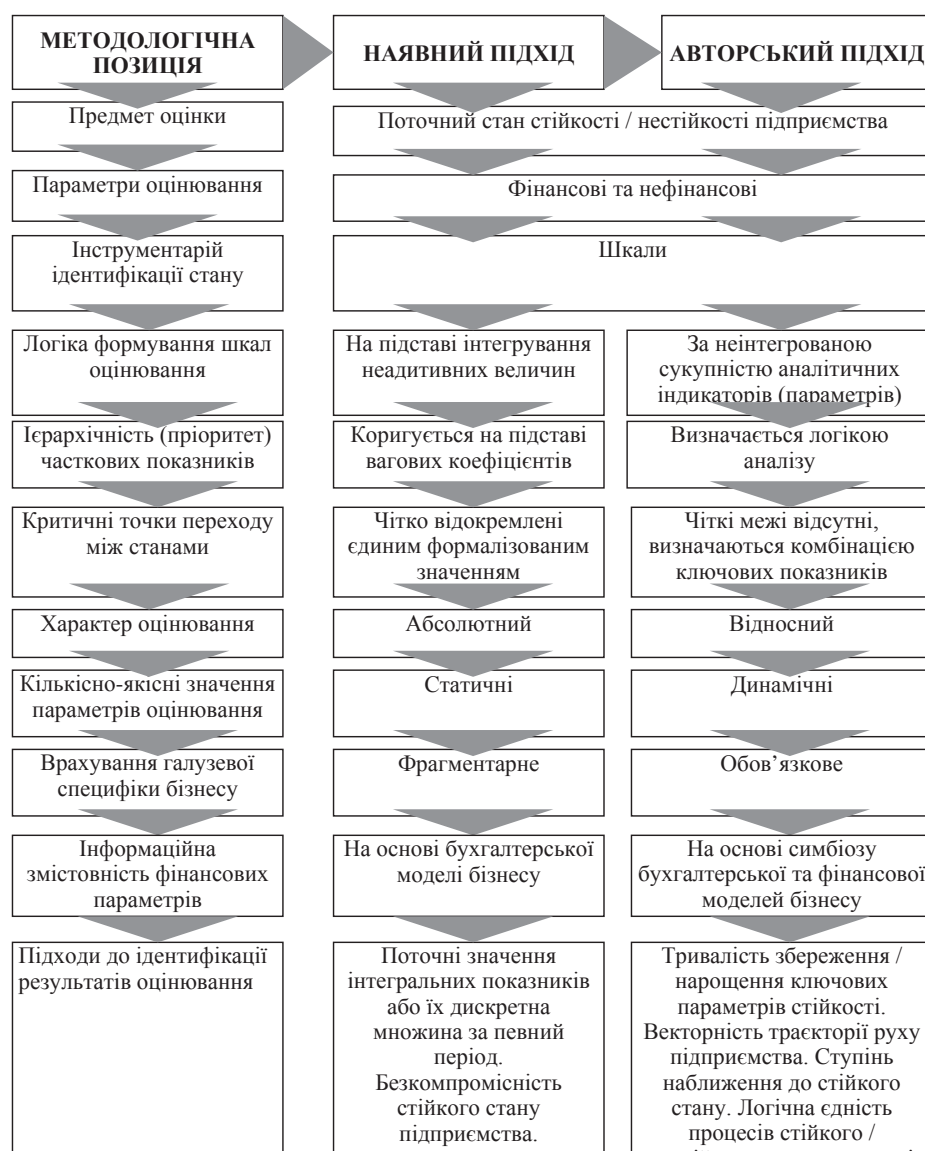 МЕТОДОЛОГІЧНА
ПОЗИЦІЯ
НАЯВНИЙ ПІДХІД
АВТОРСЬКИЙ ПІДХІД
Предмет оцінки
Поточний стан стійкості / нестійкості підприємства
Параметри оцінювання
Фінансові та нефінансові
Інструментарій
ідентифікації стану
Шкали
Логіка формування шкал
оцінювання
На підставі інтегрування
неадитивних величин
За неінтегрованою
сукупністю аналітичних
індикаторів (параметрів)
Ієрархічність (пріоритет)
часткових показників
Коригується на підставі
вагових коефіцієнтів
Визначається логікою
аналізу
Критичні точки переходу
між станами
Чітко відокремлені
єдиним формалізованим
значенням
Чіткі межі відсутні,
визначаються комбінацією
ключових показників
Характер оцінювання
Абсолютний
Відносний
Кількісно-якісні значення
параметрів оцінювання
Статичні
Динамічні
Врахування галузевої
специфіки бізнесу
Фрагментарне
Обов’язкове
Інформаційна
змістовність фінансових
параметрів
На основі бухгалтерської
моделі бізнесу
На основі симбіозу
бухгалтерської та фінансової
моделей бізнесу
Підходи до ідентифікації
результатів оцінювання
Поточні значення
інтегральних показників
або їх дискретна
множина за певний
період.
Безкомпромісність
стійкого стану
підприємства.
Тривалість збереження /
нарощення ключових
параметрів стійкості.
Векторність траєкторії руху
підприємства. Ступінь
наближення до стійкого
стану. Логічна єдність
процесів стійкого /